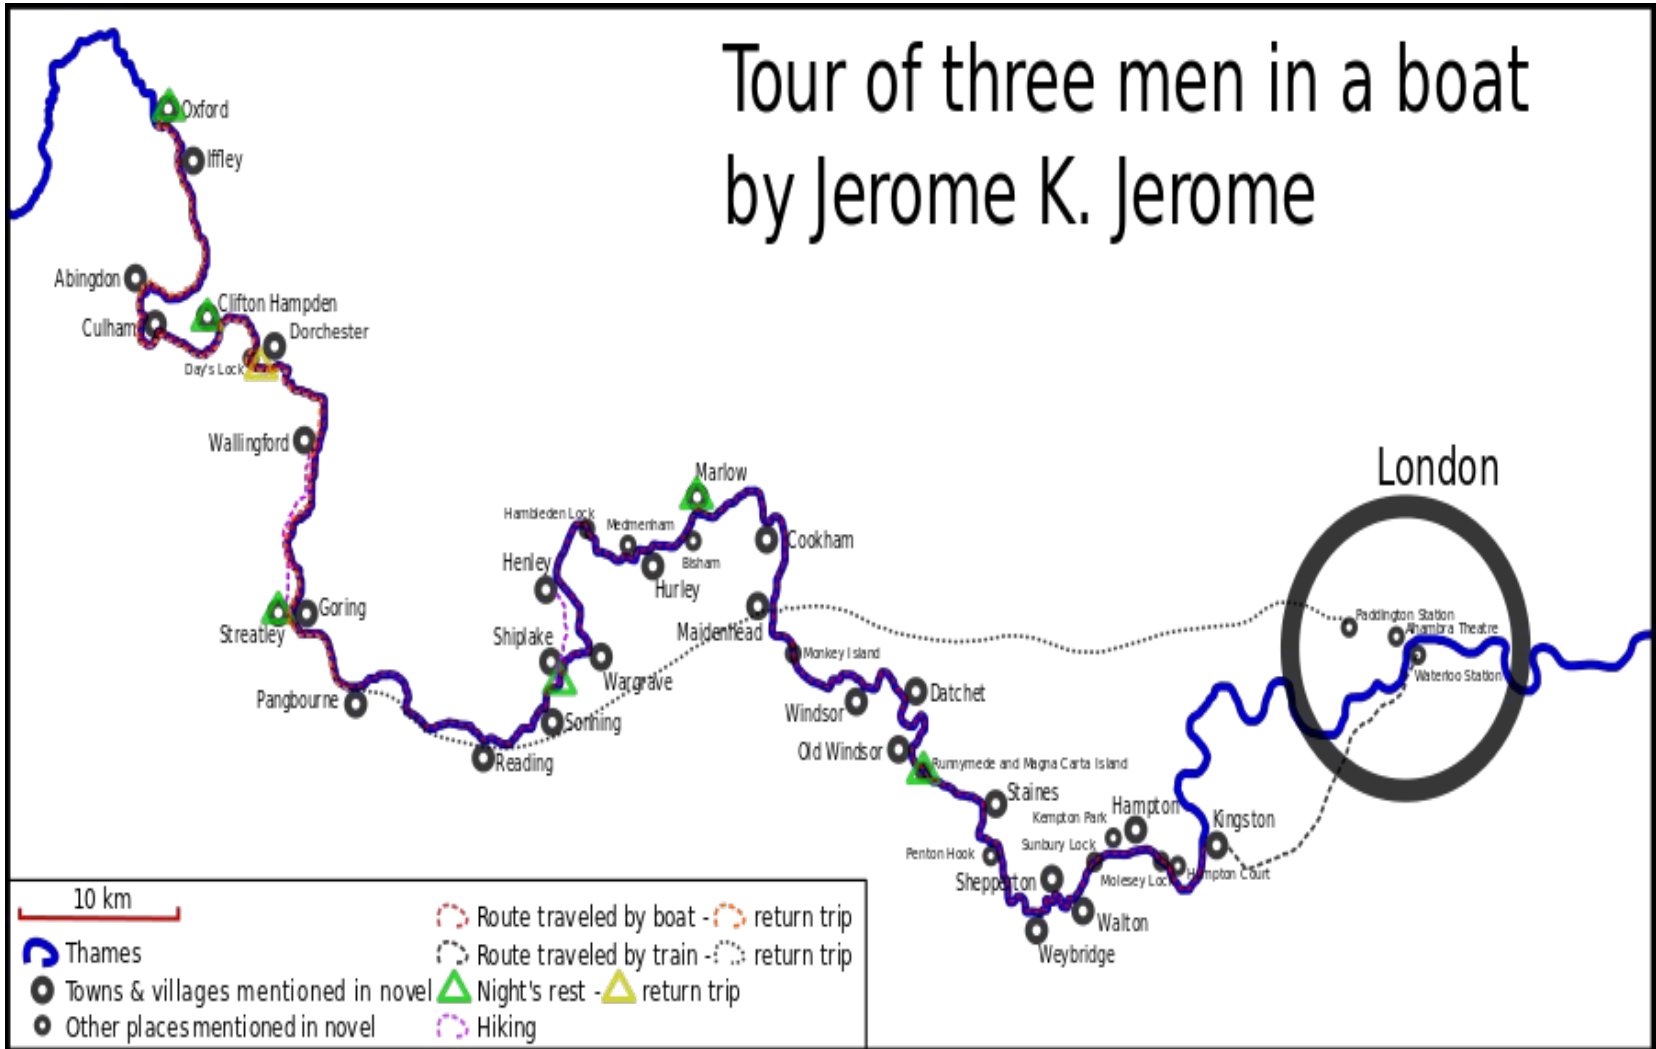 Tour of three men in a boat
by Jerome K. Jerome
Oxford
Iffley
Abingdon
Clifton Hampden
Culham
Dorchester
Day's Lock
Wallingford
London
Marlow
Hambleden Lock
Medmenham
Cookham
Bisham
Henley
Hurley
Goring
Streatley
Shiplake
Maidenhead
Paddington Station
Alhambra Theatre
Monkey Island
Waterloo Station
Wargrave
Datchet
Pangbourne
Windsor
Sonning
Old Windsor
Reading
Runnymede and Magna Carta Island
Staines
Hampton
Kempton Park
Kingston
Sunbury Lock
Penton Hook
Hampton Court
Shepperton
Molesey Lock
Walton
Weybridge
10 km
Thames
Towns & villages mentioned in novel
Other places mentioned in novel
Route traveled by boat - return trip
Route traveled by train - return trip
Night's rest - return trip
Hiking